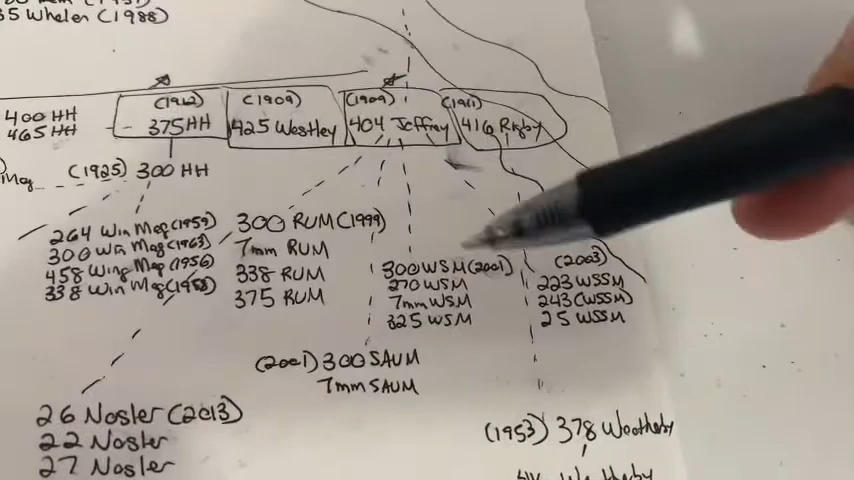 35 Whelen (1988)
400 HH
465 HH
(1912)
375 HH
(1909)
425 Westley
(1909)
404 Jeffrey
(1911)
416 Rigby
Mag
(1925) 300 HH
264 Win Mag (1959)
300 Win Mag (1963)
458 Wing Mag (1956)
338 Win Mag (1958)
300 RUM (1999)
7mm RUM
338 RUM
375 RUM
300 WSM (2001)
270 WSM
7mm WSM
325 WSM
(2003)
223 WSSM
243 (WSSM)
25 WSSM
(2001) 300 SAUM
7mm SAUM
26 Nosler (2013)
22 Nosler
27 Nosler
(1953) 378 Weatherby
Weatherby